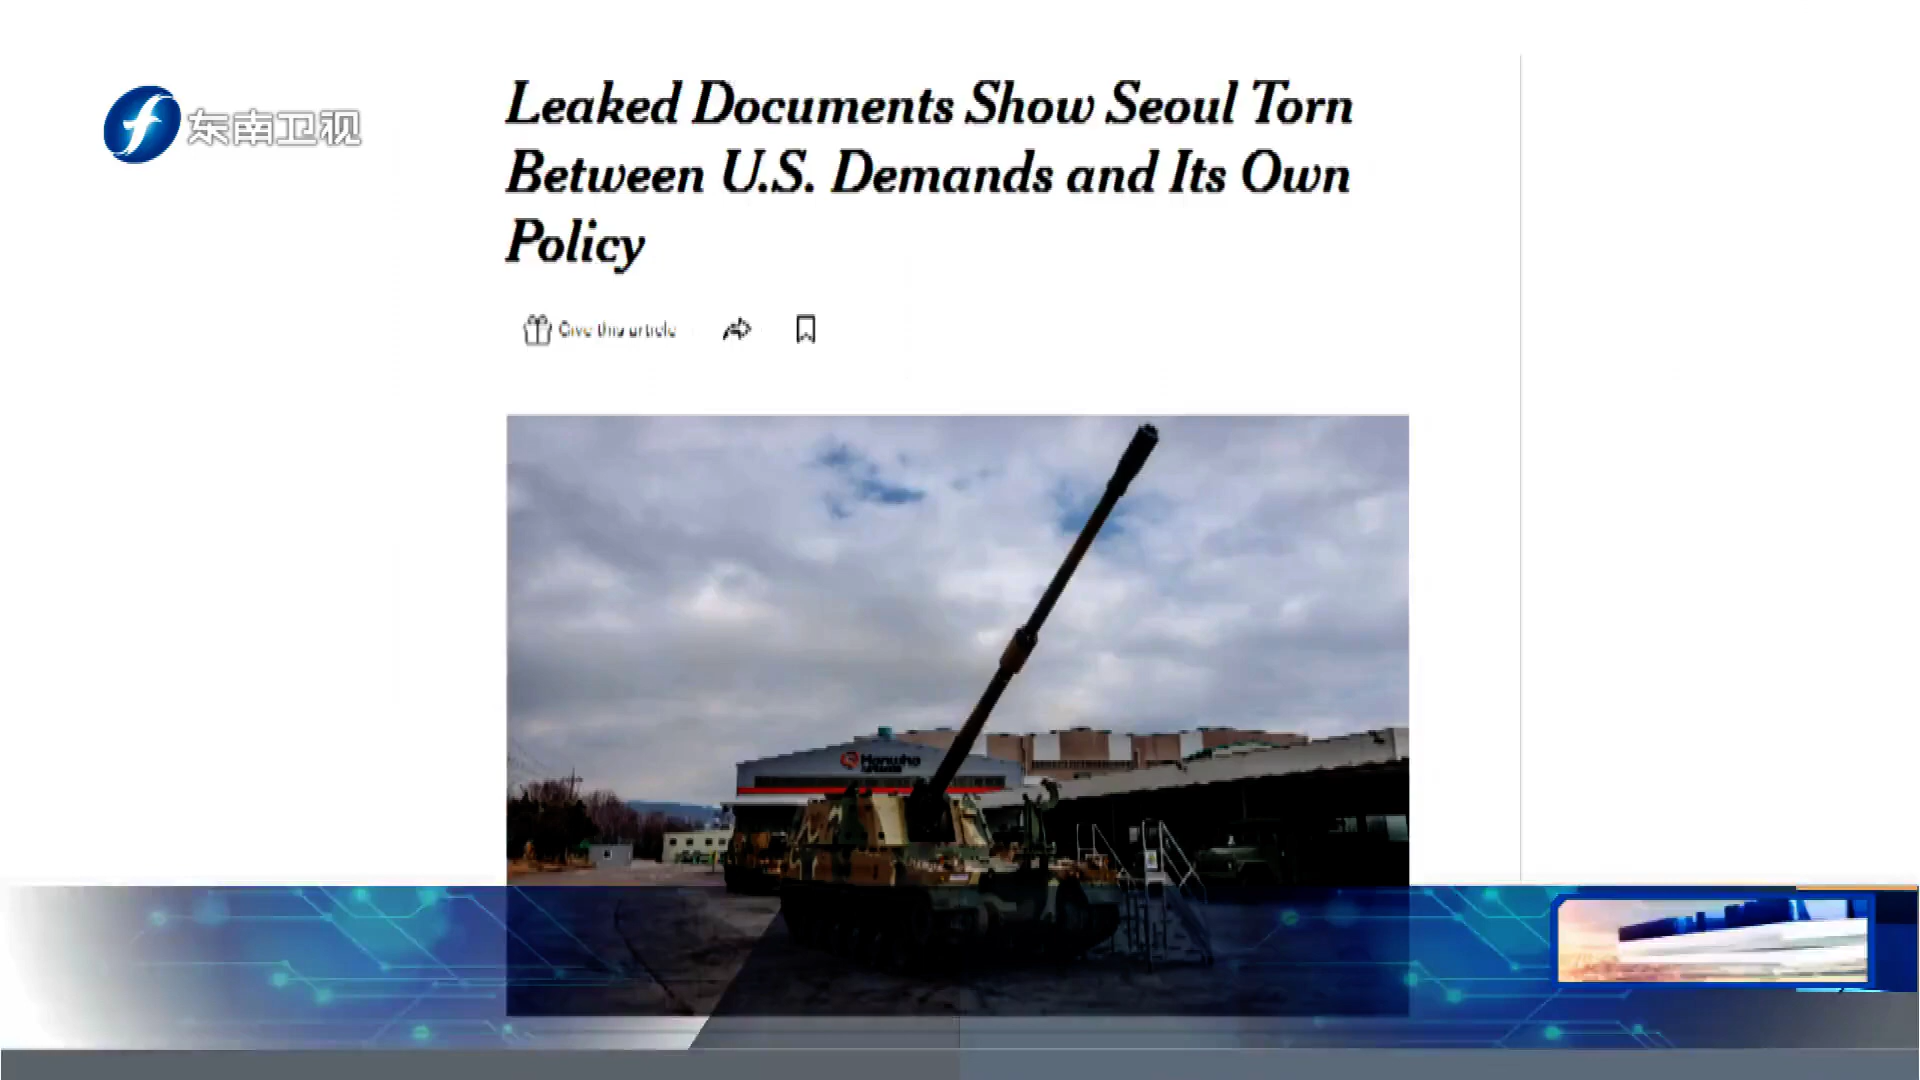 东南卫视
Leaked Documents Show Seoul Torn
Between U.S. Demands and Its Own
Policy
Give this article
Hanwha